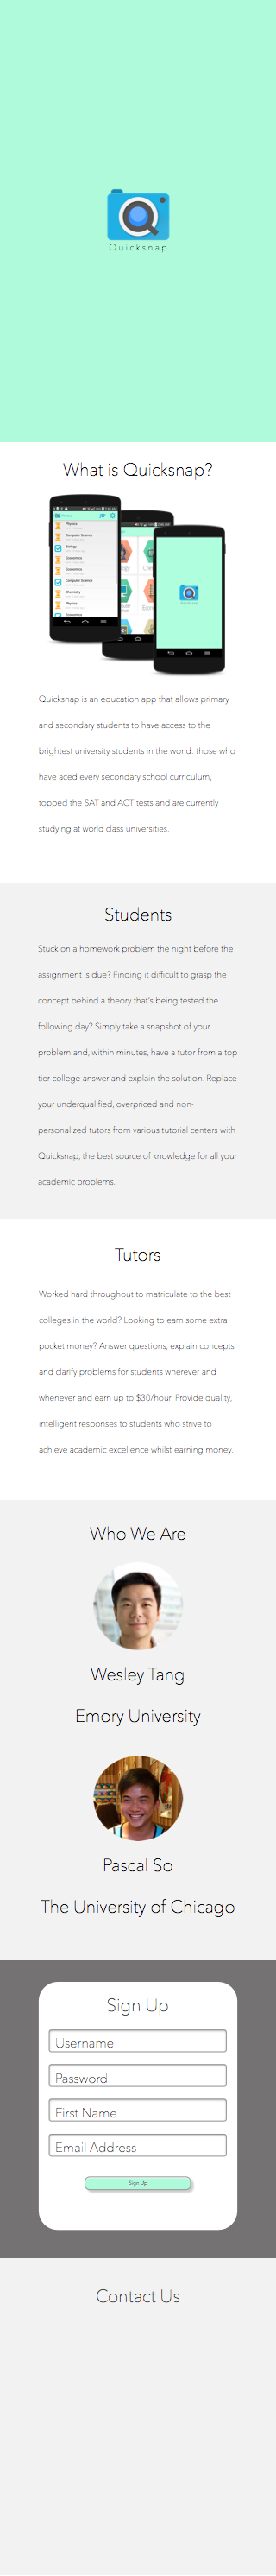 Quicksnap
What is Quicksnap?
Physics
Computer Science
Biology
Economics
Economics
Computer Science
Chemistry
Physics
Economics
Quicksnap is an education app that allows primary
and secondary students to have access to the
brightest university students in the world: those who
have aced every secondary school curriculum,
topped the SAT and ACT tests and are currently
studying at world class universities.
Students
Stuck on a homework problem the night before the
assignment is due? Finding it difficult to grasp the
concept behind a theory that's being tested the
following day? Simply take a snapshot of your
problem and, within minutes, have a tutor from a top
tier college answer and explain the solution. Replace
your underqualified, overpriced and non-
personalized tutors from various tutorial centers with
Quicksnap, the best source of knowledge for all your
academic problems.
Tutors
Worked hard throughout to matriculate to the best
colleges in the world? Looking to earn some extra
pocket money? Answer questions, explain concepts
and clarify problems for students wherever and
whenever and earn up to $30/hour. Provide quality,
intelligent responses to students who strive to
achieve academic excellence whilst earning money.
Who We Are
Wesley Tang
Emory University
Pascal So
The University of Chicago
Sign Up
Username
Password
First Name
Email Address
Sign Up
Contact Us